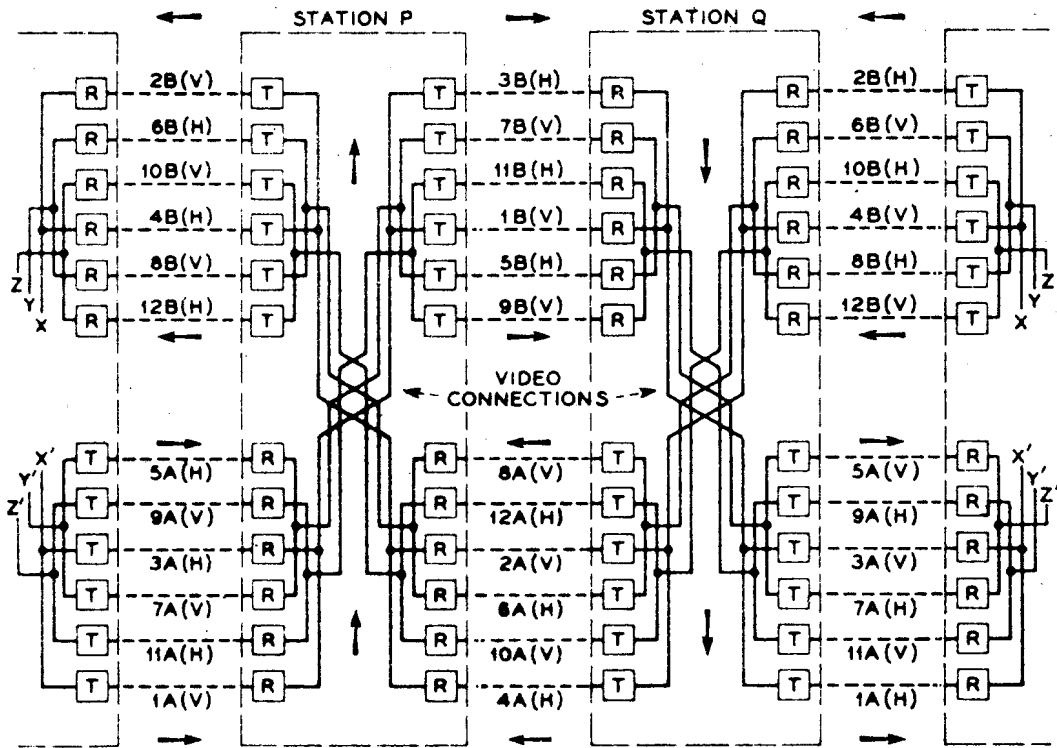 STATION P STATION Q
R 2B(V) T T 3B(H) R R 2B(H) T
R 6B(H) T T 7B(V) R R 6B(V) T
R 10B(V) T T 11B(H) R R 10B(H) T
R 4B(H) T T 1B(V) R R 4B(V) T
R 8B(V) T T 5B(H) R R 8B(H) T
R 12B(H) T T 9B(V) R R 12B(V) T
Z Y X X Y Z
VIDEO
CONNECTIONS
X' Y' Z' X' Y' Z'
T 5A(H) R R 8A(V) T T 5A(V) R
T 9A(V) R R 12A(H) T T 9A(H) R
T 3A(H) R R 2A(V) T T 3A(V) R
T 7A(V) R R 6A(H) T T 7A(H) R
T 11A(H) R R 10A(V) T T 11A(V) R
T 1A(V) R R 4A(H) T T 1A(H) R